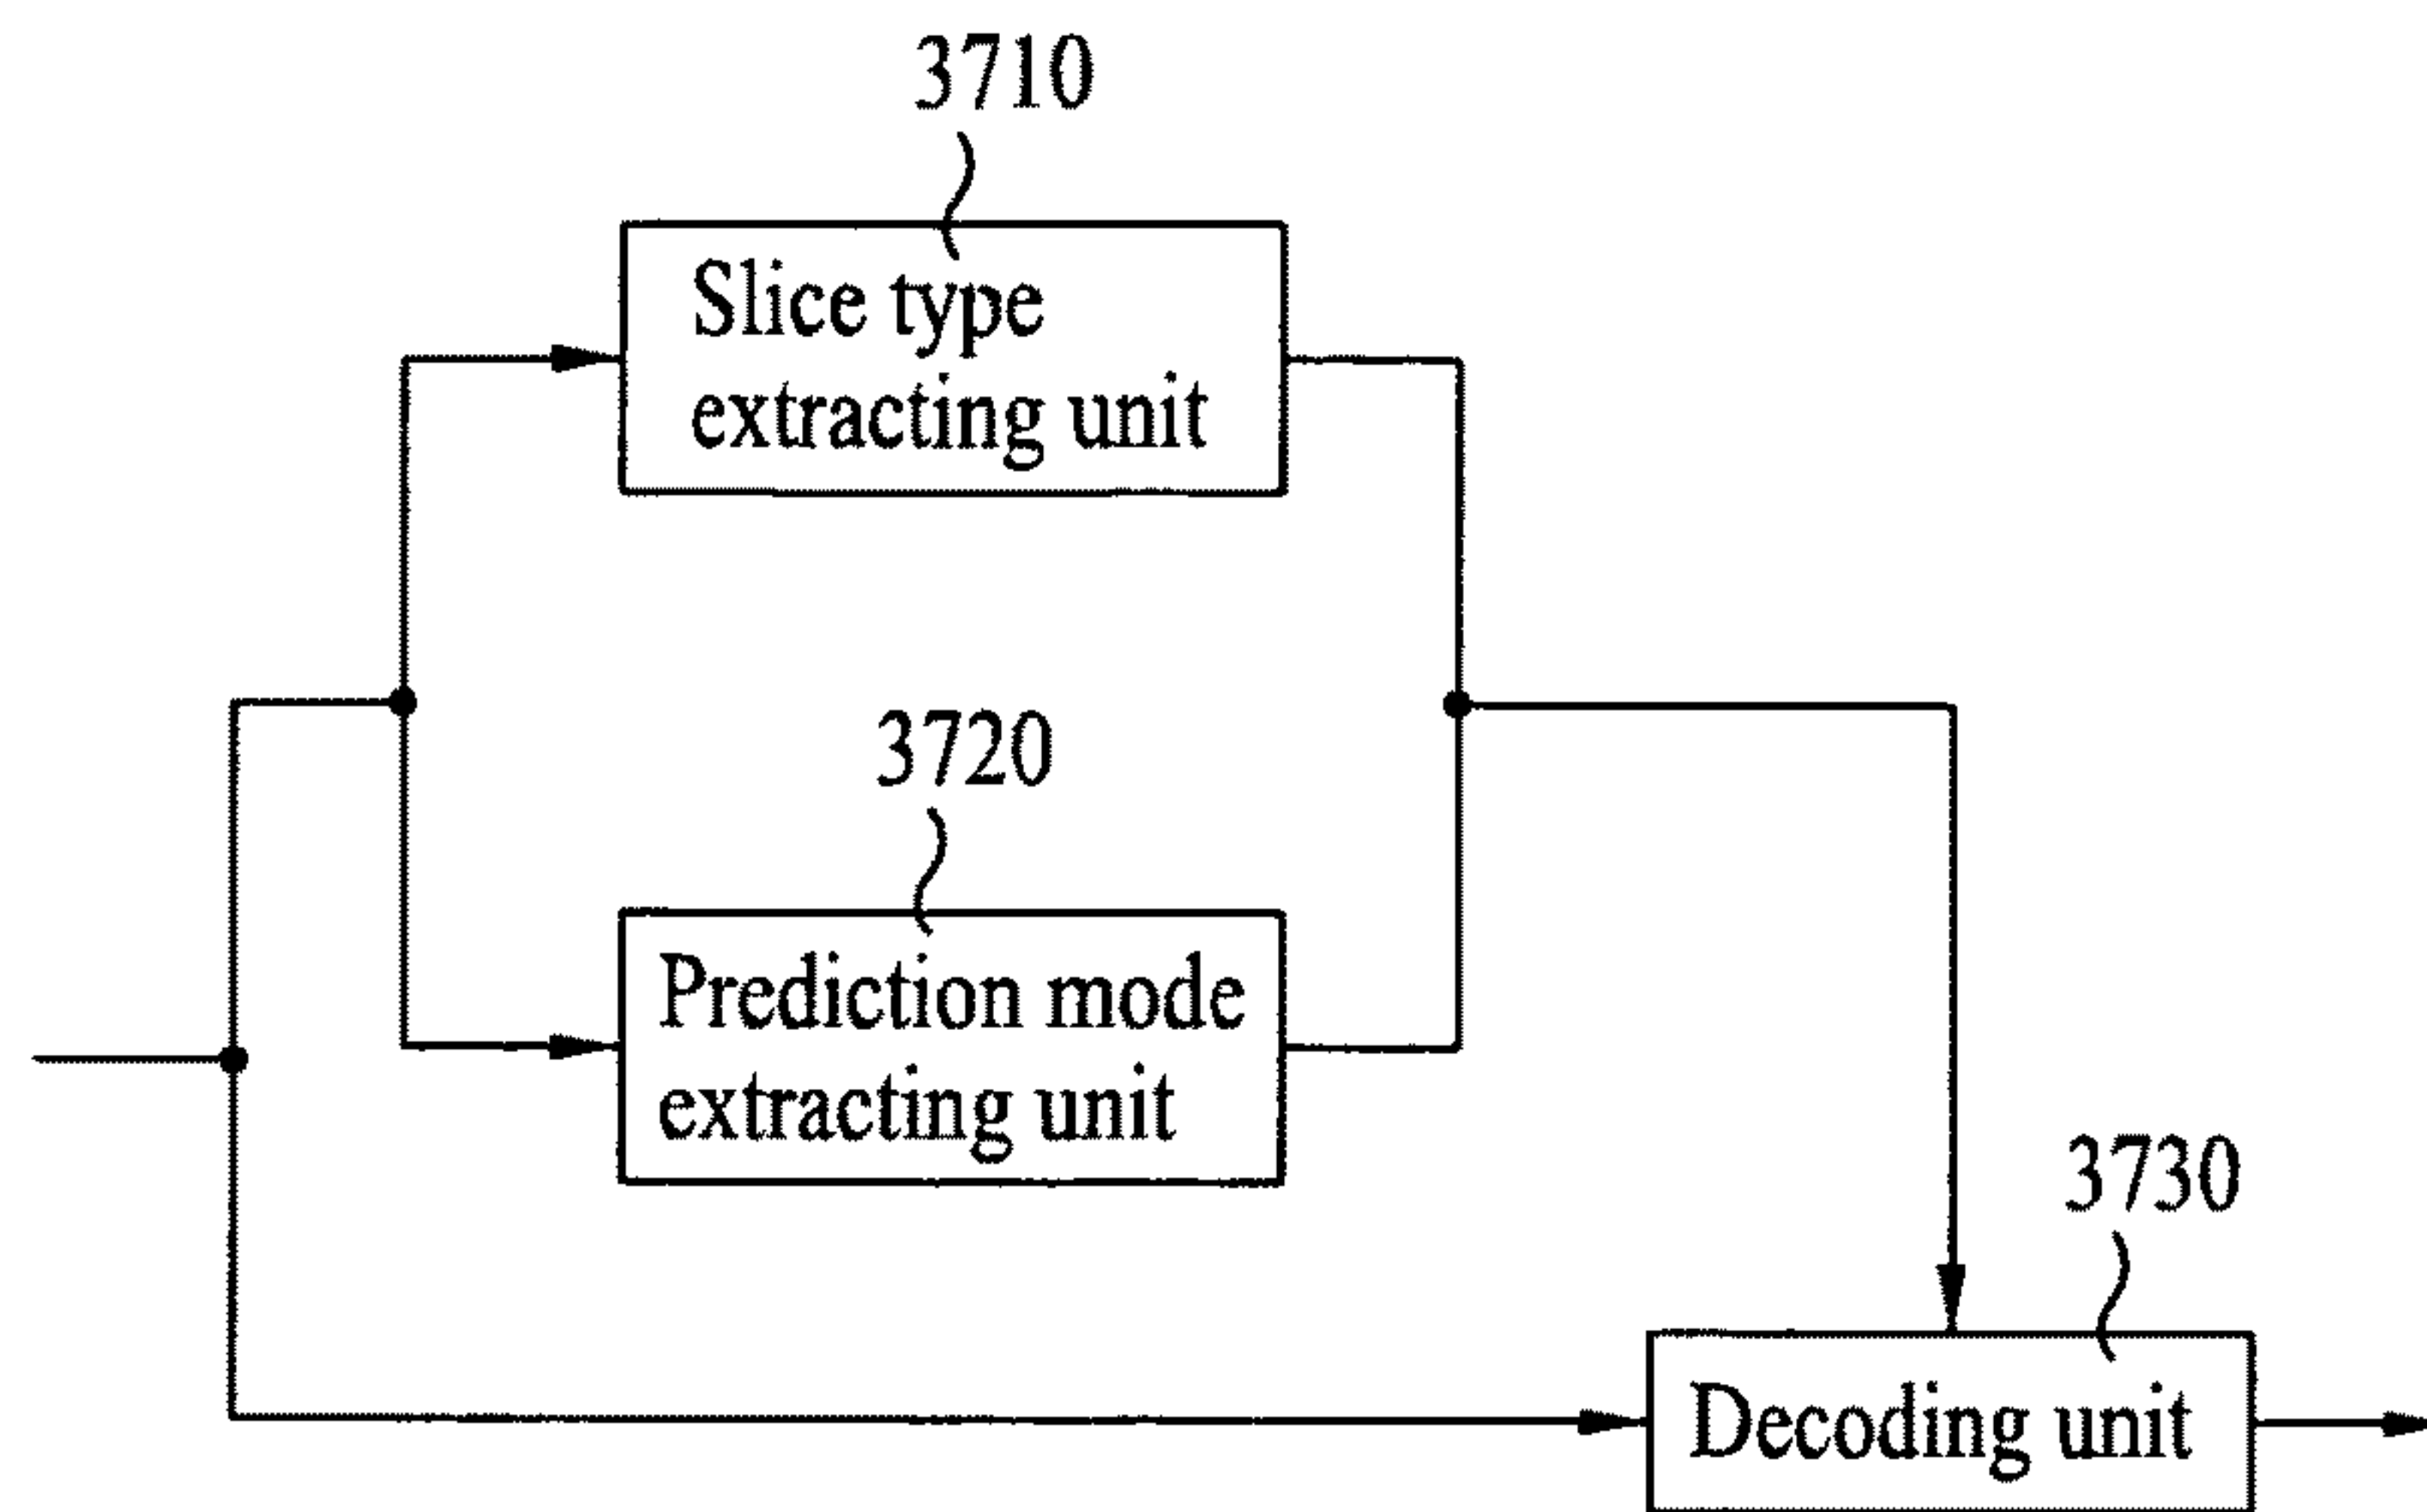 3710
Slice type
extracting unit
3720
Prediction mode
extracting unit
3730
Decoding unit